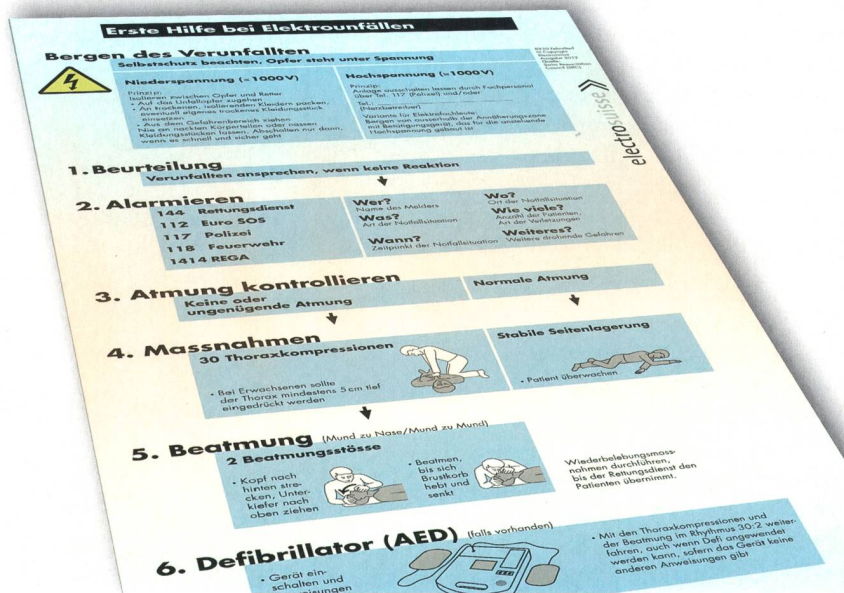 Erste Hilfe bei Elektrounfällen
Bergen des Verunfallten
Selbstschutz beachten, Opfer steht unter Spannung
Niederspannung (≤1000V)
Prinzip:
Isolieren zwischen Opfer und Retter
• Auf das Unfallopfer zugehen
• An trockenen, isolierenden Kleidern packen,
eventuell eigenes trockenes Kleidungsstück
einsetzen
• Aus dem Gefahrenbereich ziehen
Nie an nackten Körperteilen oder nassen
Kleidungsstücken fassen. Abschalten nur dann,
wenn es schnell und sicher geht
Hochspannung (≥1000V)
Prinzip:
Anlage ausschalten lassen durch Fachpersonal
über Tel. 117 (Polizei) und/oder
Tel.:
(Netzbetreiber)
Variante für Elektrofachleute:
Bergen von ausserhalb der Annäherungszone
mit Betätigungsgerät, das für die anstehende
Hochspannung gebaut ist
electrosuisse
1. Beurteilung
Verunfallten ansprechen, wenn keine Reaktion
2. Alarmieren
144 Rettungsdienst
112 Euro SOS
117 Polizei
118 Feuerwehr
1414 REGA
Wer?
Name des Melders
Was?
Art der Notfallsituation
Wann?
Zeitpunkt der Notfallsituation
Wo?
Ort der Notfallsituation
Wie viele?
Anzahl der Patienten,
Art der Verletzungen
Weiteres?
Weitere drohende Gefahren
3. Atmung kontrollieren
Keine oder
ungenügende Atmung
Normale Atmung
4. Massnahmen
30 Thoraxkompressionen
• Bei Erwachsenen sollte
der Thorax mindestens 5 cm tief
eingedrückt werden
Stabile Seitenlagerung
• Patient überwachen
5. Beatmung (Mund zu Nase/Mund zu Mund)
2 Beatmungsstösse
• Kopf nach
hinten stre-
cken, Unter-
kiefer nach
oben ziehen
• Beatmen,
bis sich
Brustkorb
hebt und
senkt
Wiederbelebungsmass-
nahmen durchführen,
bis der Rettungsdienst den
Patienten übernimmt.
6. Defibrillator (AED) (falls vorhanden)
• Gerät ein-
schalten und
• Mit den Thoraxkompressionen und
der Beatmung im Rhythmus 30:2 weiter-
fahren, auch wenn Defi angewendet
werden kann, sofern das Gerät keine
anderen Anweisungen gibt